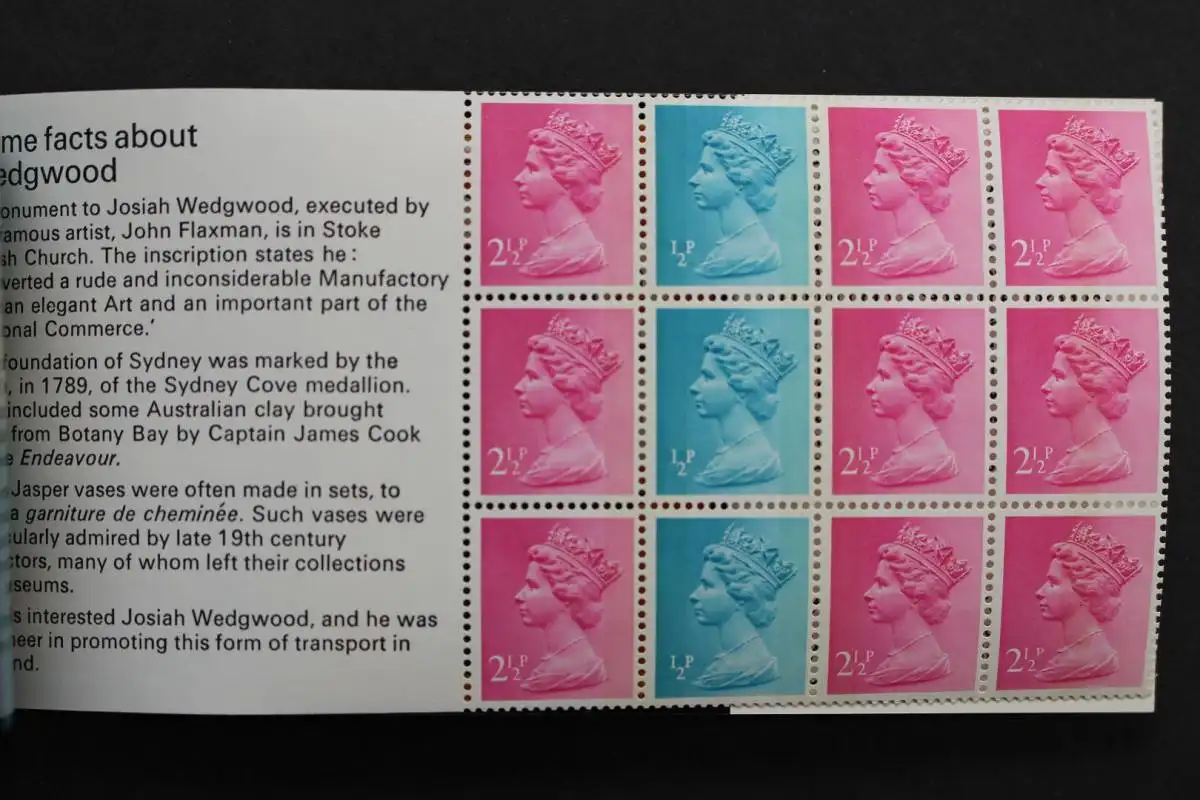 me facts about
edgwood
onument to Josiah Wedgwood, executed by
amous artist, John Flaxman, is in Stoke
sh Church. The inscription states he:
verted a rude and inconsiderable Manufactory
an elegant Art and an important part of the
onal Commerce.'
foundation of Sydney was marked by the
, in 1789, of the Sydney Cove medallion.
included some Australian clay brought
from Botany Bay by Captain James Cook
e Endeavour.
Jasper vases were often made in sets, to
a garniture de cheminée. Such vases were
ularly admired by late 19th century
ctors, many of whom left their collections
seums.
s interested Josiah Wedgwood, and he was
neer in promoting this form of transport in
nd.
2½P ½P 2½P 2½P
2½P ½P 2½P 2½P
2½P ½P 2½P 2½P